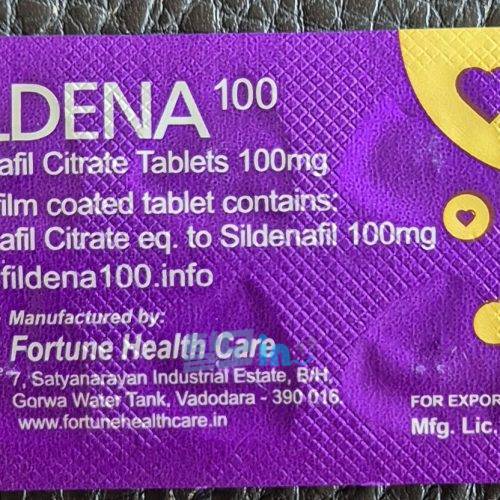 LDENA 100
afil Citrate Tablets 100mg
film coated tablet contains:
afil Citrate eq. to Sildenafil 100mg
fildena100.info
Manufactured by:
Fortune Health Care
7, Satyanarayan Industrial Estate, B/H.
Gorwa Water Tank, Vadodara - 390 016.
www.fortunehealthcare.in
FOR EXPOR
Mfg. Lic.